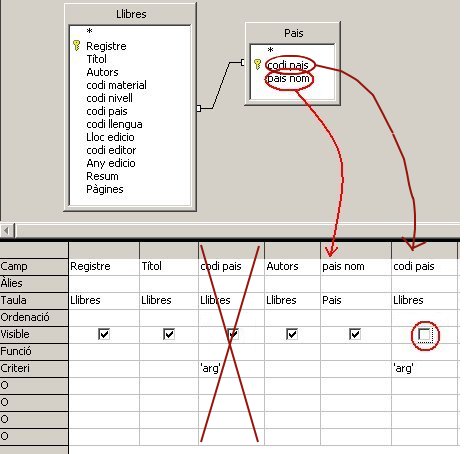 Llibres
*
Registre
Títol
Autors
codi material
codi nivell
codi pais
codi llengua
Lloc edicio
codi editor
Any edicio
Resum
Pàgines
Pais
*
codi pais
pais nom
Camp Registre Títol codi pais Autors pais nom codi pais
Àlies
Taula Llibres Llibres Llibres Llibres Pais Llibres
Ordenació
Visible
Funció
Criteri 'arg' 'arg'
O
O
O
O